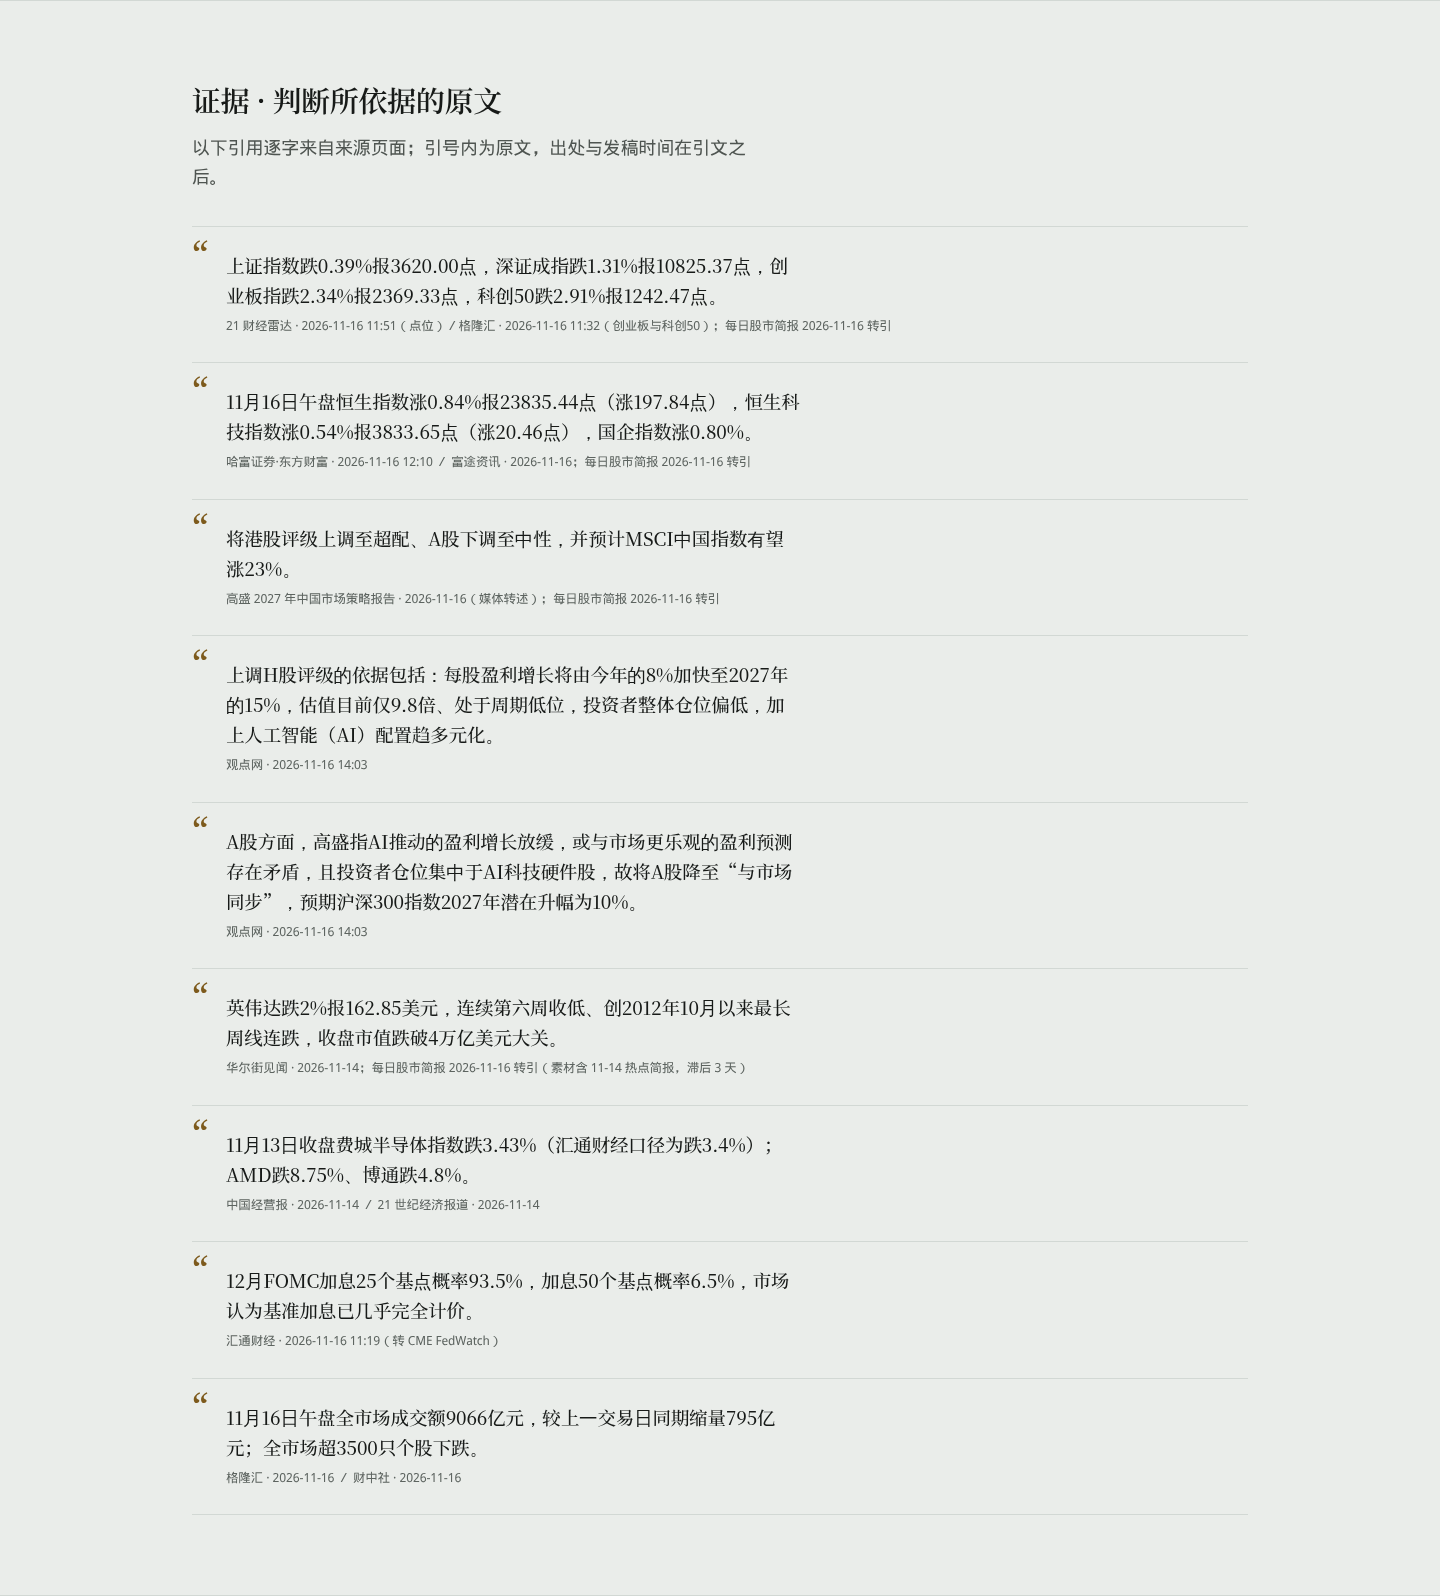 证据 · 判断所依据的原文
以下引用逐字来自来源页面；引号内为原文，出处与发稿时间在引文之
后。
“
上证指数跌0.39%报3620.00点，深证成指跌1.31%报10825.37点，创
业板指跌2.34%报2369.33点，科创50跌2.91%报1242.47点。
21 财经雷达 · 2026-11-16 11:51（点位）/ 格隆汇 · 2026-11-16 11:32（创业板与科创50）；每日股市简报 2026-11-16 转引
“
11月16日午盘恒生指数涨0.84%报23835.44点（涨197.84点），恒生科
技指数涨0.54%报3833.65点（涨20.46点），国企指数涨0.80%。
哈富证券·东方财富 · 2026-11-16 12:10 / 富途资讯 · 2026-11-16；每日股市简报 2026-11-16 转引
“
将港股评级上调至超配、A股下调至中性，并预计MSCI中国指数有望
涨23%。
高盛 2027 年中国市场策略报告 · 2026-11-16（媒体转述）；每日股市简报 2026-11-16 转引
“
上调H股评级的依据包括：每股盈利增长将由今年的8%加快至2027年
的15%，估值目前仅9.8倍、处于周期低位，投资者整体仓位偏低，加
上人工智能（AI）配置趋多元化。
观点网 · 2026-11-16 14:03
“
A股方面，高盛指AI推动的盈利增长放缓，或与市场更乐观的盈利预测
存在矛盾，且投资者仓位集中于AI科技硬件股，故将A股降至“与市场
同步”，预期沪深300指数2027年潜在升幅为10%。
观点网 · 2026-11-16 14:03
“
英伟达跌2%报162.85美元，连续第六周收低、创2012年10月以来最长
周线连跌，收盘市值跌破4万亿美元大关。
华尔街见闻 · 2026-11-14；每日股市简报 2026-11-16 转引（素材含 11-14 热点简报，滞后 3 天）
“
11月13日收盘费城半导体指数跌3.43%（汇通财经口径为跌3.4%）；
AMD跌8.75%、博通跌4.8%。
中国经营报 · 2026-11-14 / 21 世纪经济报道 · 2026-11-14
“
12月FOMC加息25个基点概率93.5%，加息50个基点概率6.5%，市场
认为基准加息已几乎完全计价。
汇通财经 · 2026-11-16 11:19（转 CME FedWatch）
“
11月16日午盘全市场成交额9066亿元，较上一交易日同期缩量795亿
元；全市场超3500只个股下跌。
格隆汇 · 2026-11-16 / 财中社 · 2026-11-16